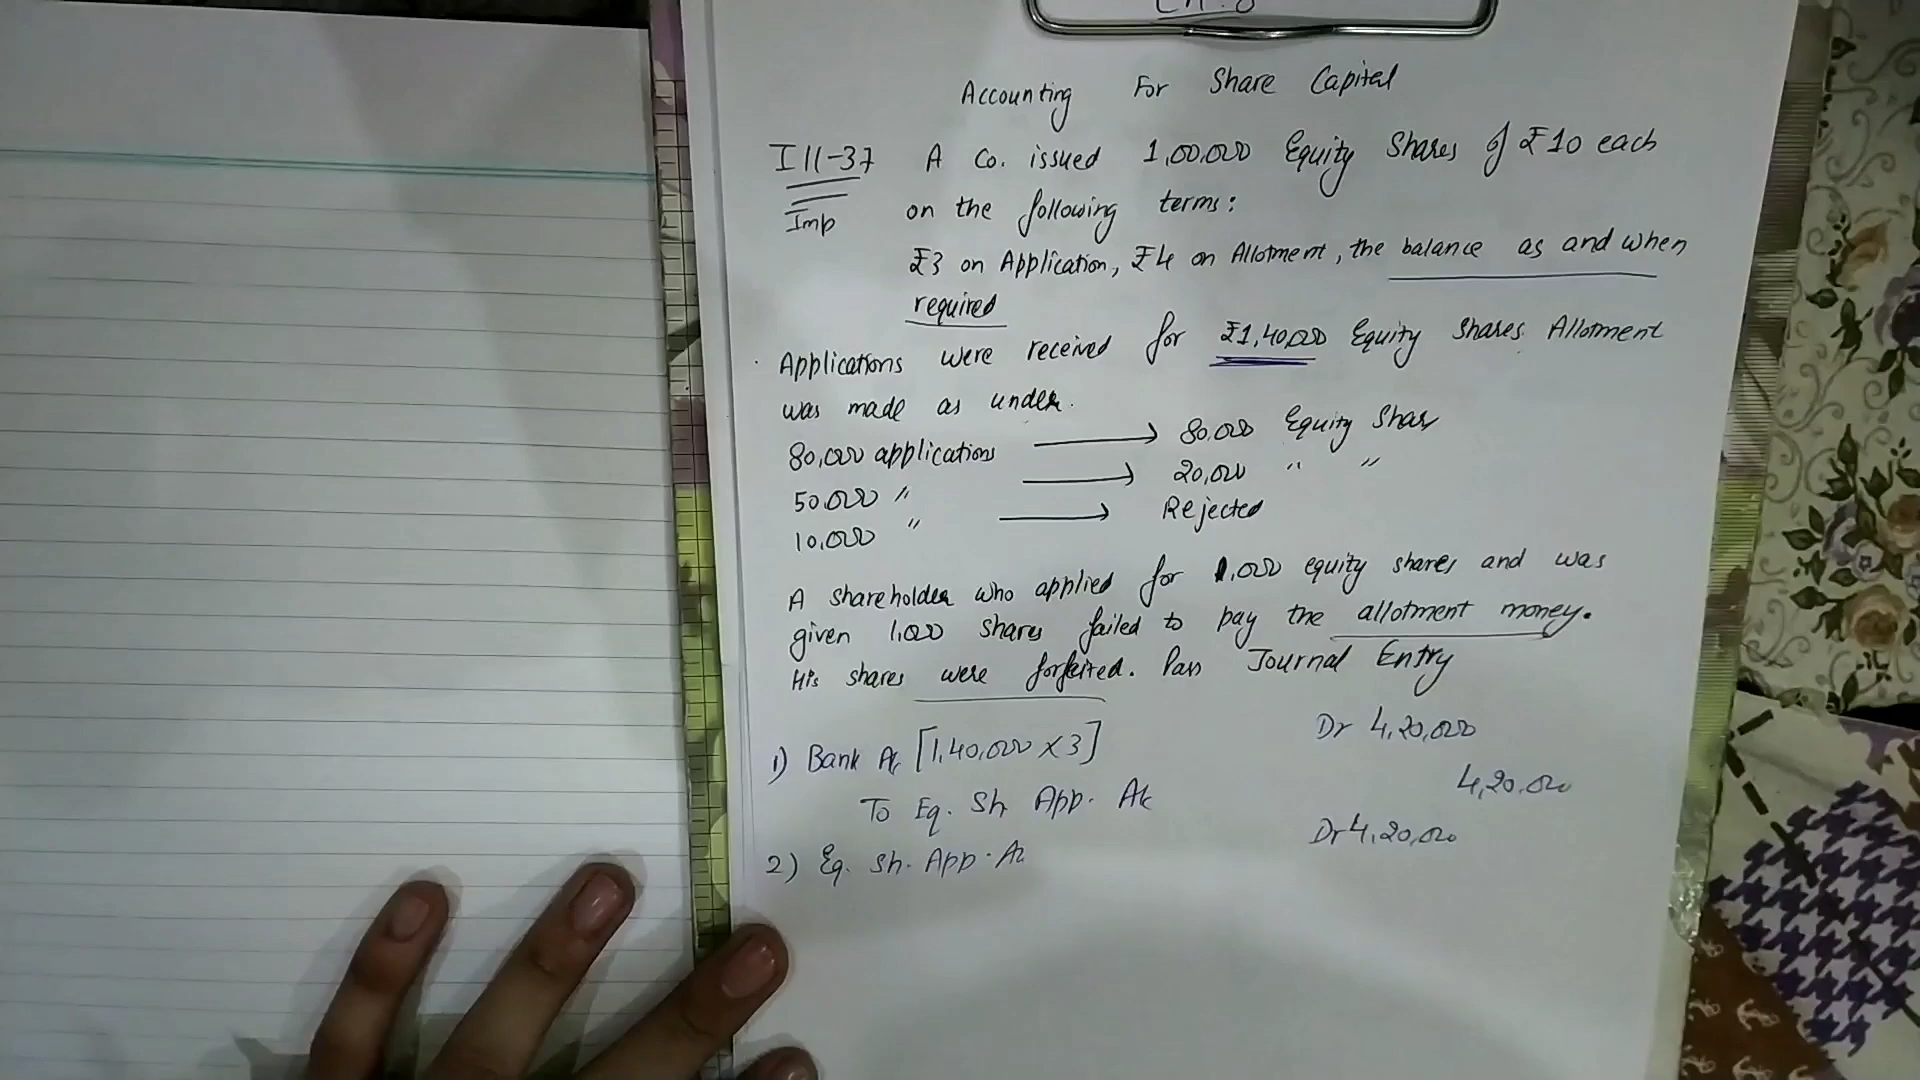 Accounting For Share Capital
Ill-37 A Co. issued 1,00,000 Equity Shares of ₹10 each
Imp on the following terms:
₹3 on Application, ₹4 on Allotment, the balance as and when
required
Applications were received for ₹1,40,000 Equity Shares. Allotment
was made as under.
80,000 applications → 80,000 Equity Shar
50,000 " → 20,000 " "
10,000 " → Rejected
A shareholder who applied for 1,000 equity shares and was
given 1,000 shares failed to pay the allotment money.
His shares were forfeited. Pass Journal Entry
1) Bank A/c [1,40,000 x 3] Dr 4,20,000
To Eq. Sh App. A/c 4,20,000
2) Eq. Sh. App. A/c Dr 4,20,000